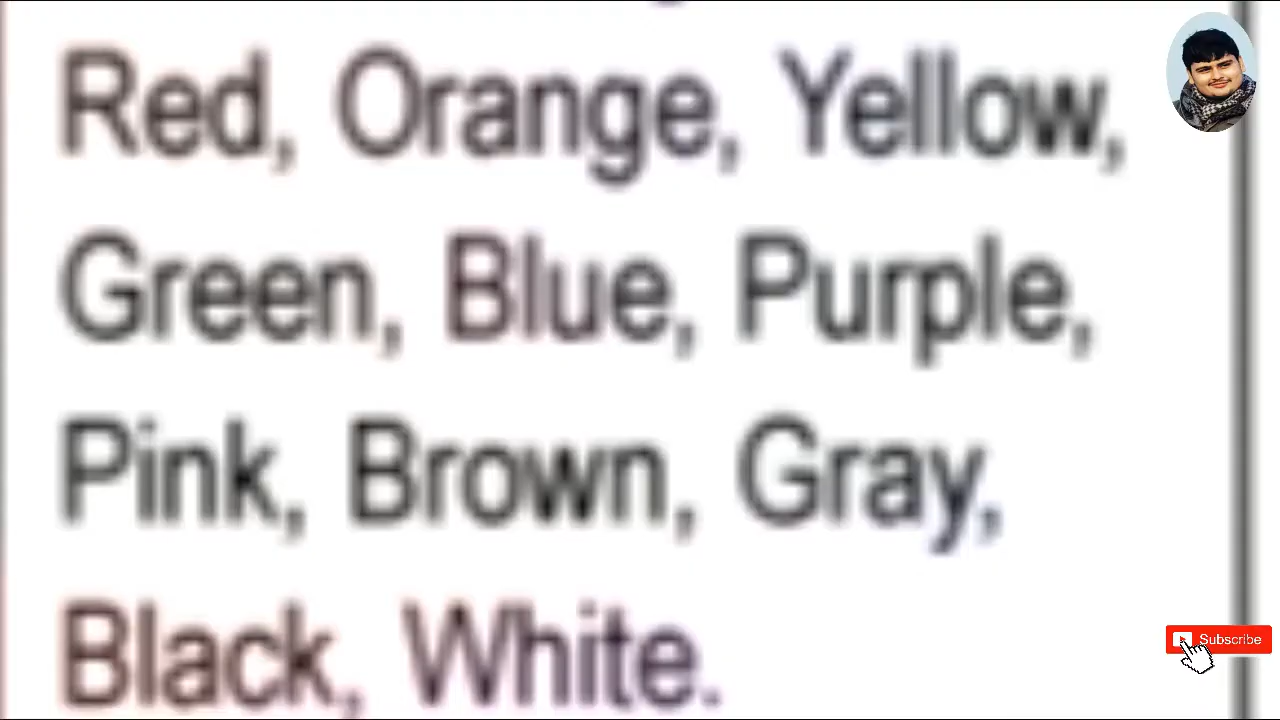 Red, Orange, Yellow,
Green, Blue, Purple,
Pink, Brown, Gray,
Black, White.
Subscribe